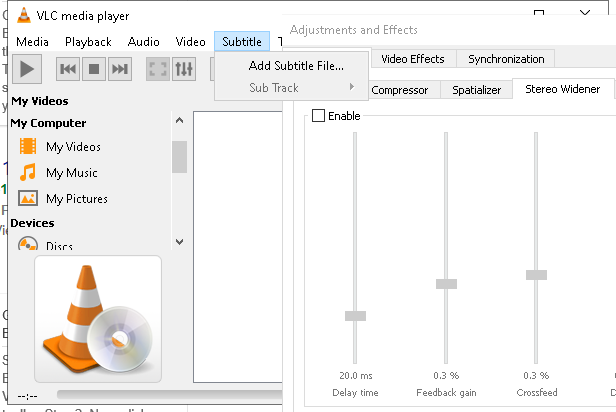 VLC media player
Media Playback Audio Video Subtitle T
Add Subtitle File...
Sub Track
My Videos
My Computer
My Videos
My Music
My Pictures
Devices
Discs
--:--
Adjustments and Effects
Video Effects Synchronization
Compressor Spatializer Stereo Widener
Enable
20.0 ms 0.3 % 0.3 %
Delay time Feedback gain Crossfeed